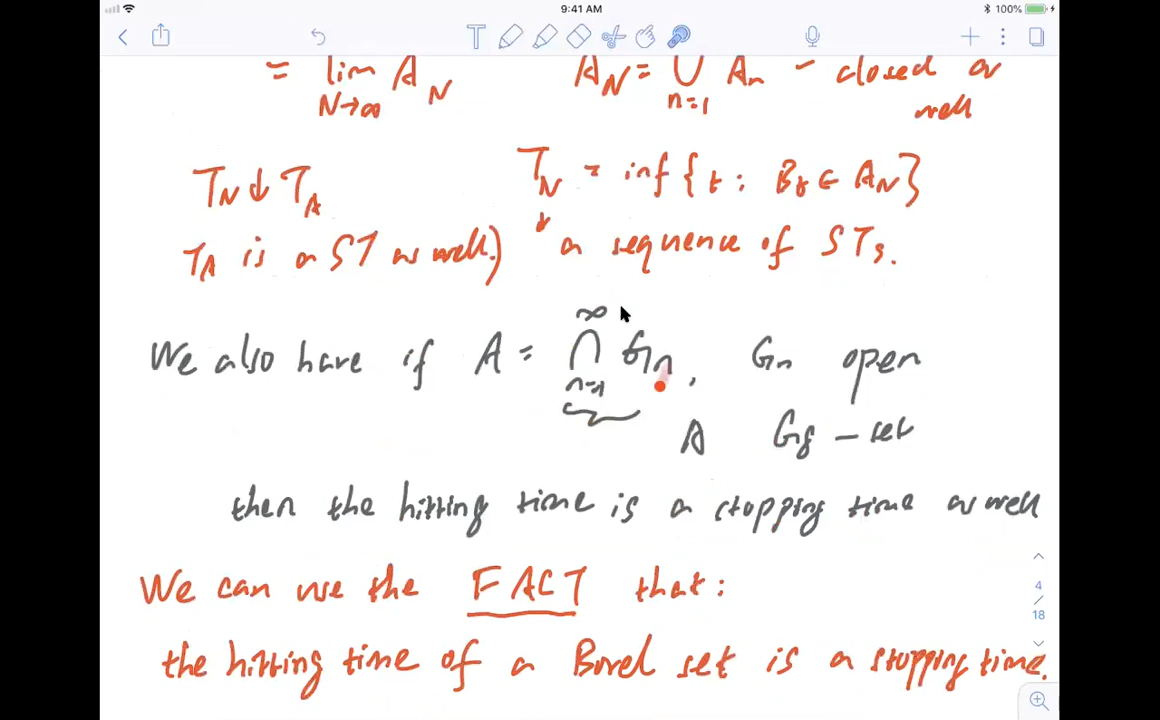 9:41 AM
100%
T
= lim A_N A_N = ⋃ A_n – closed as
N→∞ n=1 well
T_N ↓ T_A T_N = inf { t : B_t ∈ A_N }
T_A is a ST as well.) a sequence of STs.
We also have if A = ⋂_{n=1}^∞ G_n , G_n open
A G_δ – set
then the hitting time is a stopping time as well
We can use the FACT that:
the hitting time of a Borel set is a stopping time.
4
/
18